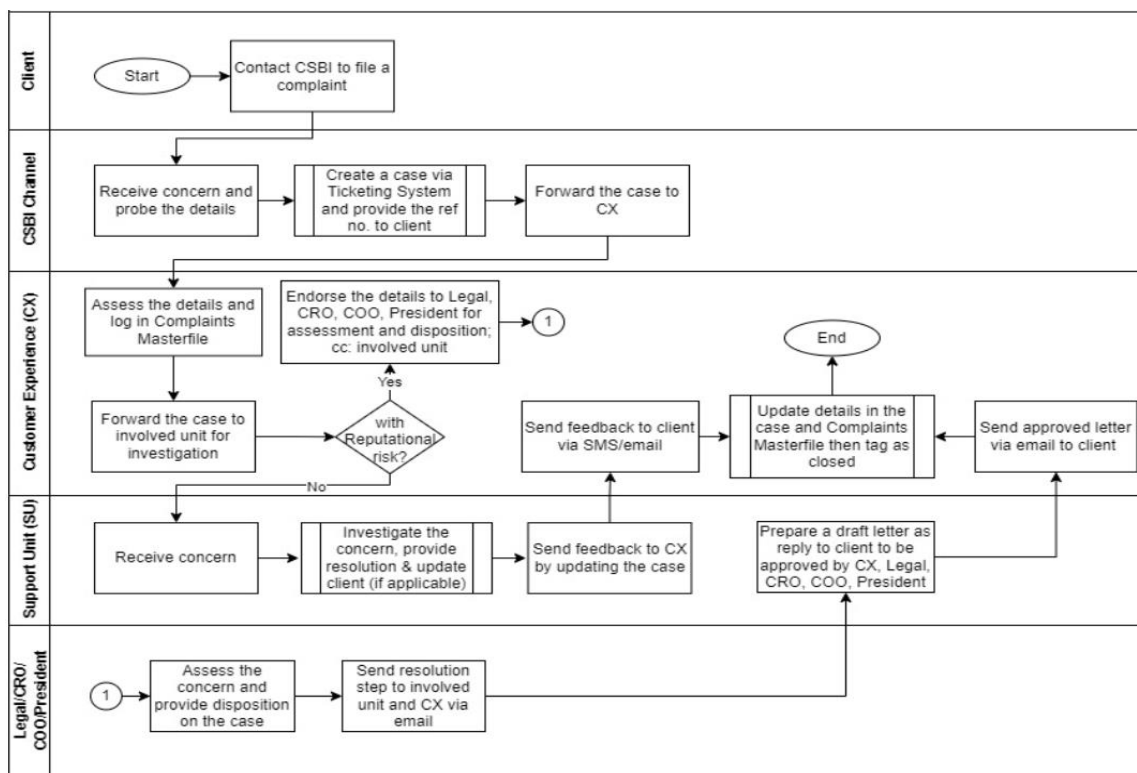 Client
Start
Contact CSBI to file a
complaint
CSBI Channel
Receive concern and
probe the details
Create a case via
Ticketing System
and provide the ref
no. to client
Forward the case to
CX
Customer Experience (CX)
Assess the details and
log in Complaints
Masterfile
Endorse the details to Legal,
CRO, COO, President for
assessment and disposition;
cc: involved unit
1
End
Yes
Forward the case to
involved unit for
investigation
with
Reputational
risk?
No
Send feedback to client
via SMS/email
Update details in the
case and Complaints
Masterfile then tag as
closed
Send approved letter
via email to client
Support Unit (SU)
Receive concern
Investigate the
concern, provide
resolution & update
client (if applicable)
Send feedback to CX
by updating the case
Prepare a draft letter as
reply to client to be
approved by CX, Legal,
CRO, COO, President
Legal/CRO/
COO/President
1
Assess the
concern and
provide disposition
on the case
Send resolution
step to involved
unit and CX via
email